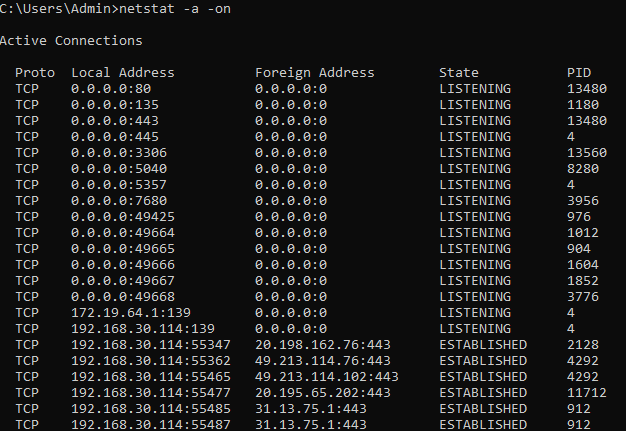 C:\Users\Admin>netstat -a -on
Active Connections
Proto  Local Address          Foreign Address        State           PID
TCP    0.0.0.0:80             0.0.0.0:0              LISTENING       13480
TCP    0.0.0.0:135            0.0.0.0:0              LISTENING       1180
TCP    0.0.0.0:443            0.0.0.0:0              LISTENING       13480
TCP    0.0.0.0:445            0.0.0.0:0              LISTENING       4
TCP    0.0.0.0:3306           0.0.0.0:0              LISTENING       13560
TCP    0.0.0.0:5040           0.0.0.0:0              LISTENING       8280
TCP    0.0.0.0:5357           0.0.0.0:0              LISTENING       4
TCP    0.0.0.0:7680           0.0.0.0:0              LISTENING       3956
TCP    0.0.0.0:49425          0.0.0.0:0              LISTENING       976
TCP    0.0.0.0:49664          0.0.0.0:0              LISTENING       1012
TCP    0.0.0.0:49665          0.0.0.0:0              LISTENING       904
TCP    0.0.0.0:49666          0.0.0.0:0              LISTENING       1604
TCP    0.0.0.0:49667          0.0.0.0:0              LISTENING       1852
TCP    0.0.0.0:49668          0.0.0.0:0              LISTENING       3776
TCP    172.19.64.1:139        0.0.0.0:0              LISTENING       4
TCP    192.168.30.114:139     0.0.0.0:0              LISTENING       4
TCP    192.168.30.114:55347   20.198.162.76:443      ESTABLISHED     2128
TCP    192.168.30.114:55362   49.213.114.76:443      ESTABLISHED     4292
TCP    192.168.30.114:55465   49.213.114.102:443     ESTABLISHED     4292
TCP    192.168.30.114:55477   20.195.65.202:443      ESTABLISHED     11712
TCP    192.168.30.114:55485   31.13.75.1:443         ESTABLISHED     912
TCP    192.168.30.114:55487   31.13.75.1:443         ESTABLISHED     912